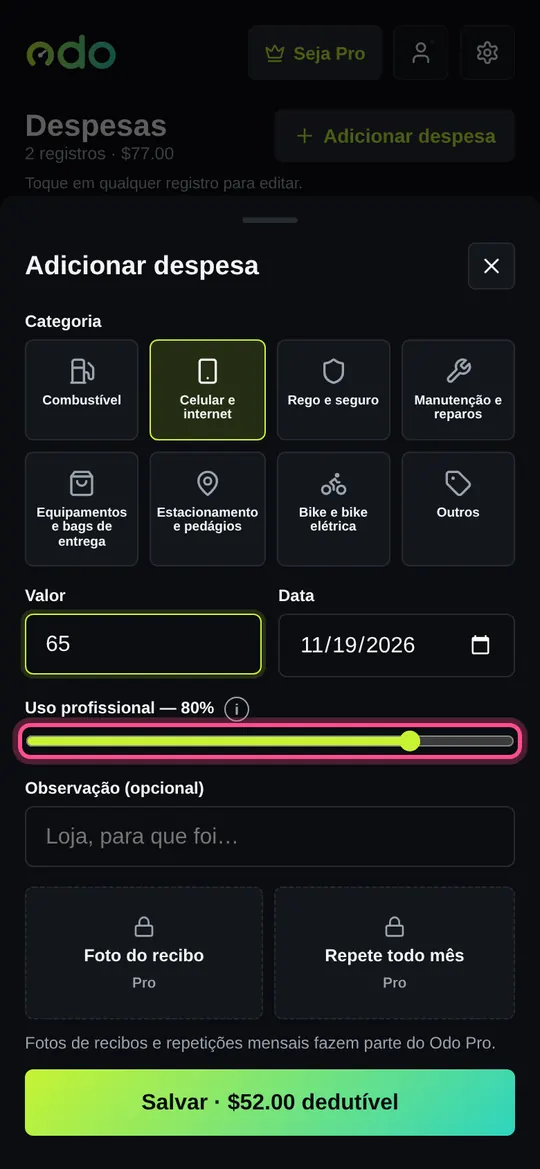 odo
Seja Pro
Despesas
2 registros · $77.00
Adicionar despesa
Toque em qualquer registro para editar.
Adicionar despesa
Categoria
Combustível
Celular e
internet
Rego e seguro
Manutenção e
reparos
Equipamentos
e bags de
entrega
Estacionamento
e pedágios
Bike e bike
elétrica
Outros
Valor
Data
65
11/19/2026
Uso profissional — 80%
Observação (opcional)
Loja, para que foi…
Foto do recibo
Pro
Repete todo mês
Pro
Fotos de recibos e repetições mensais fazem parte do Odo Pro.
Salvar · $52.00 dedutível